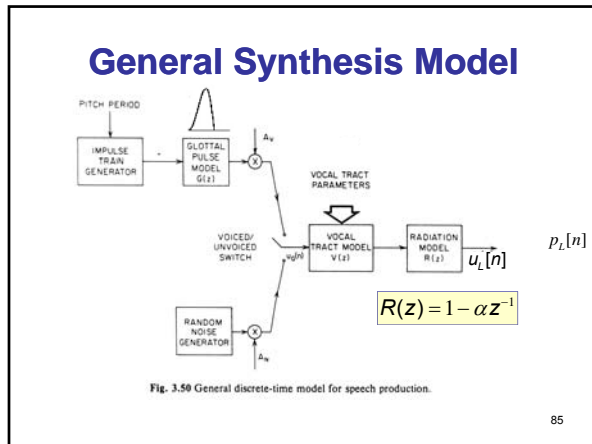 General Synthesis Model
PITCH PERIOD
IMPULSE
TRAIN
GENERATOR
GLOTTAL
PULSE
MODEL
G(z)
A_V
X
VOCAL TRACT
PARAMETERS
VOICED/
UNVOICED
SWITCH
u_G(n)
VOCAL
TRACT MODEL
V(z)
RADIATION
MODEL
R(z)
u_L[n]
p_L[n]
R(z) = 1 − αz⁻¹
RANDOM
NOISE
GENERATOR
X
A_N
Fig. 3.50 General discrete-time model for speech production.
85